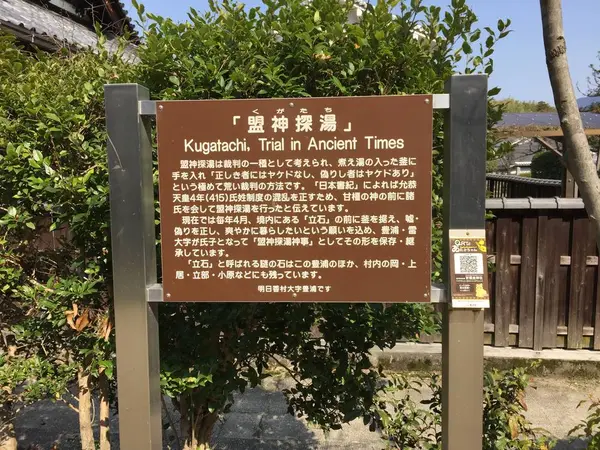 くがたち
「盟神探湯」
Kugatachi, Trial in Ancient Times
盟神探湯は裁判の一種として考えられ、煮え湯の入った釜に
手を入れ「正しき者にはヤケドなし、偽りし者はヤケドあり」
という極めて荒い裁判の方法です。「日本書紀」によれば允恭
天皇4年(415)氏姓制度の混乱を正すため、甘橿の神の前に諸
氏を会して盟神探湯を行ったと伝えています。
現在では毎年4月、境内にある「立石」の前に釜を据え、嘘・
偽りを正し、爽やかに暮らしたいという願いを込め、豊浦・雷
大字が氏子となって「盟神探湯神事」としてその形を保存・継
承しています。
「立石」と呼ばれる謎の石はこの豊浦のほか、村内の岡・上
居・立部・小原などにも残っています。
明日香村大字豊浦です